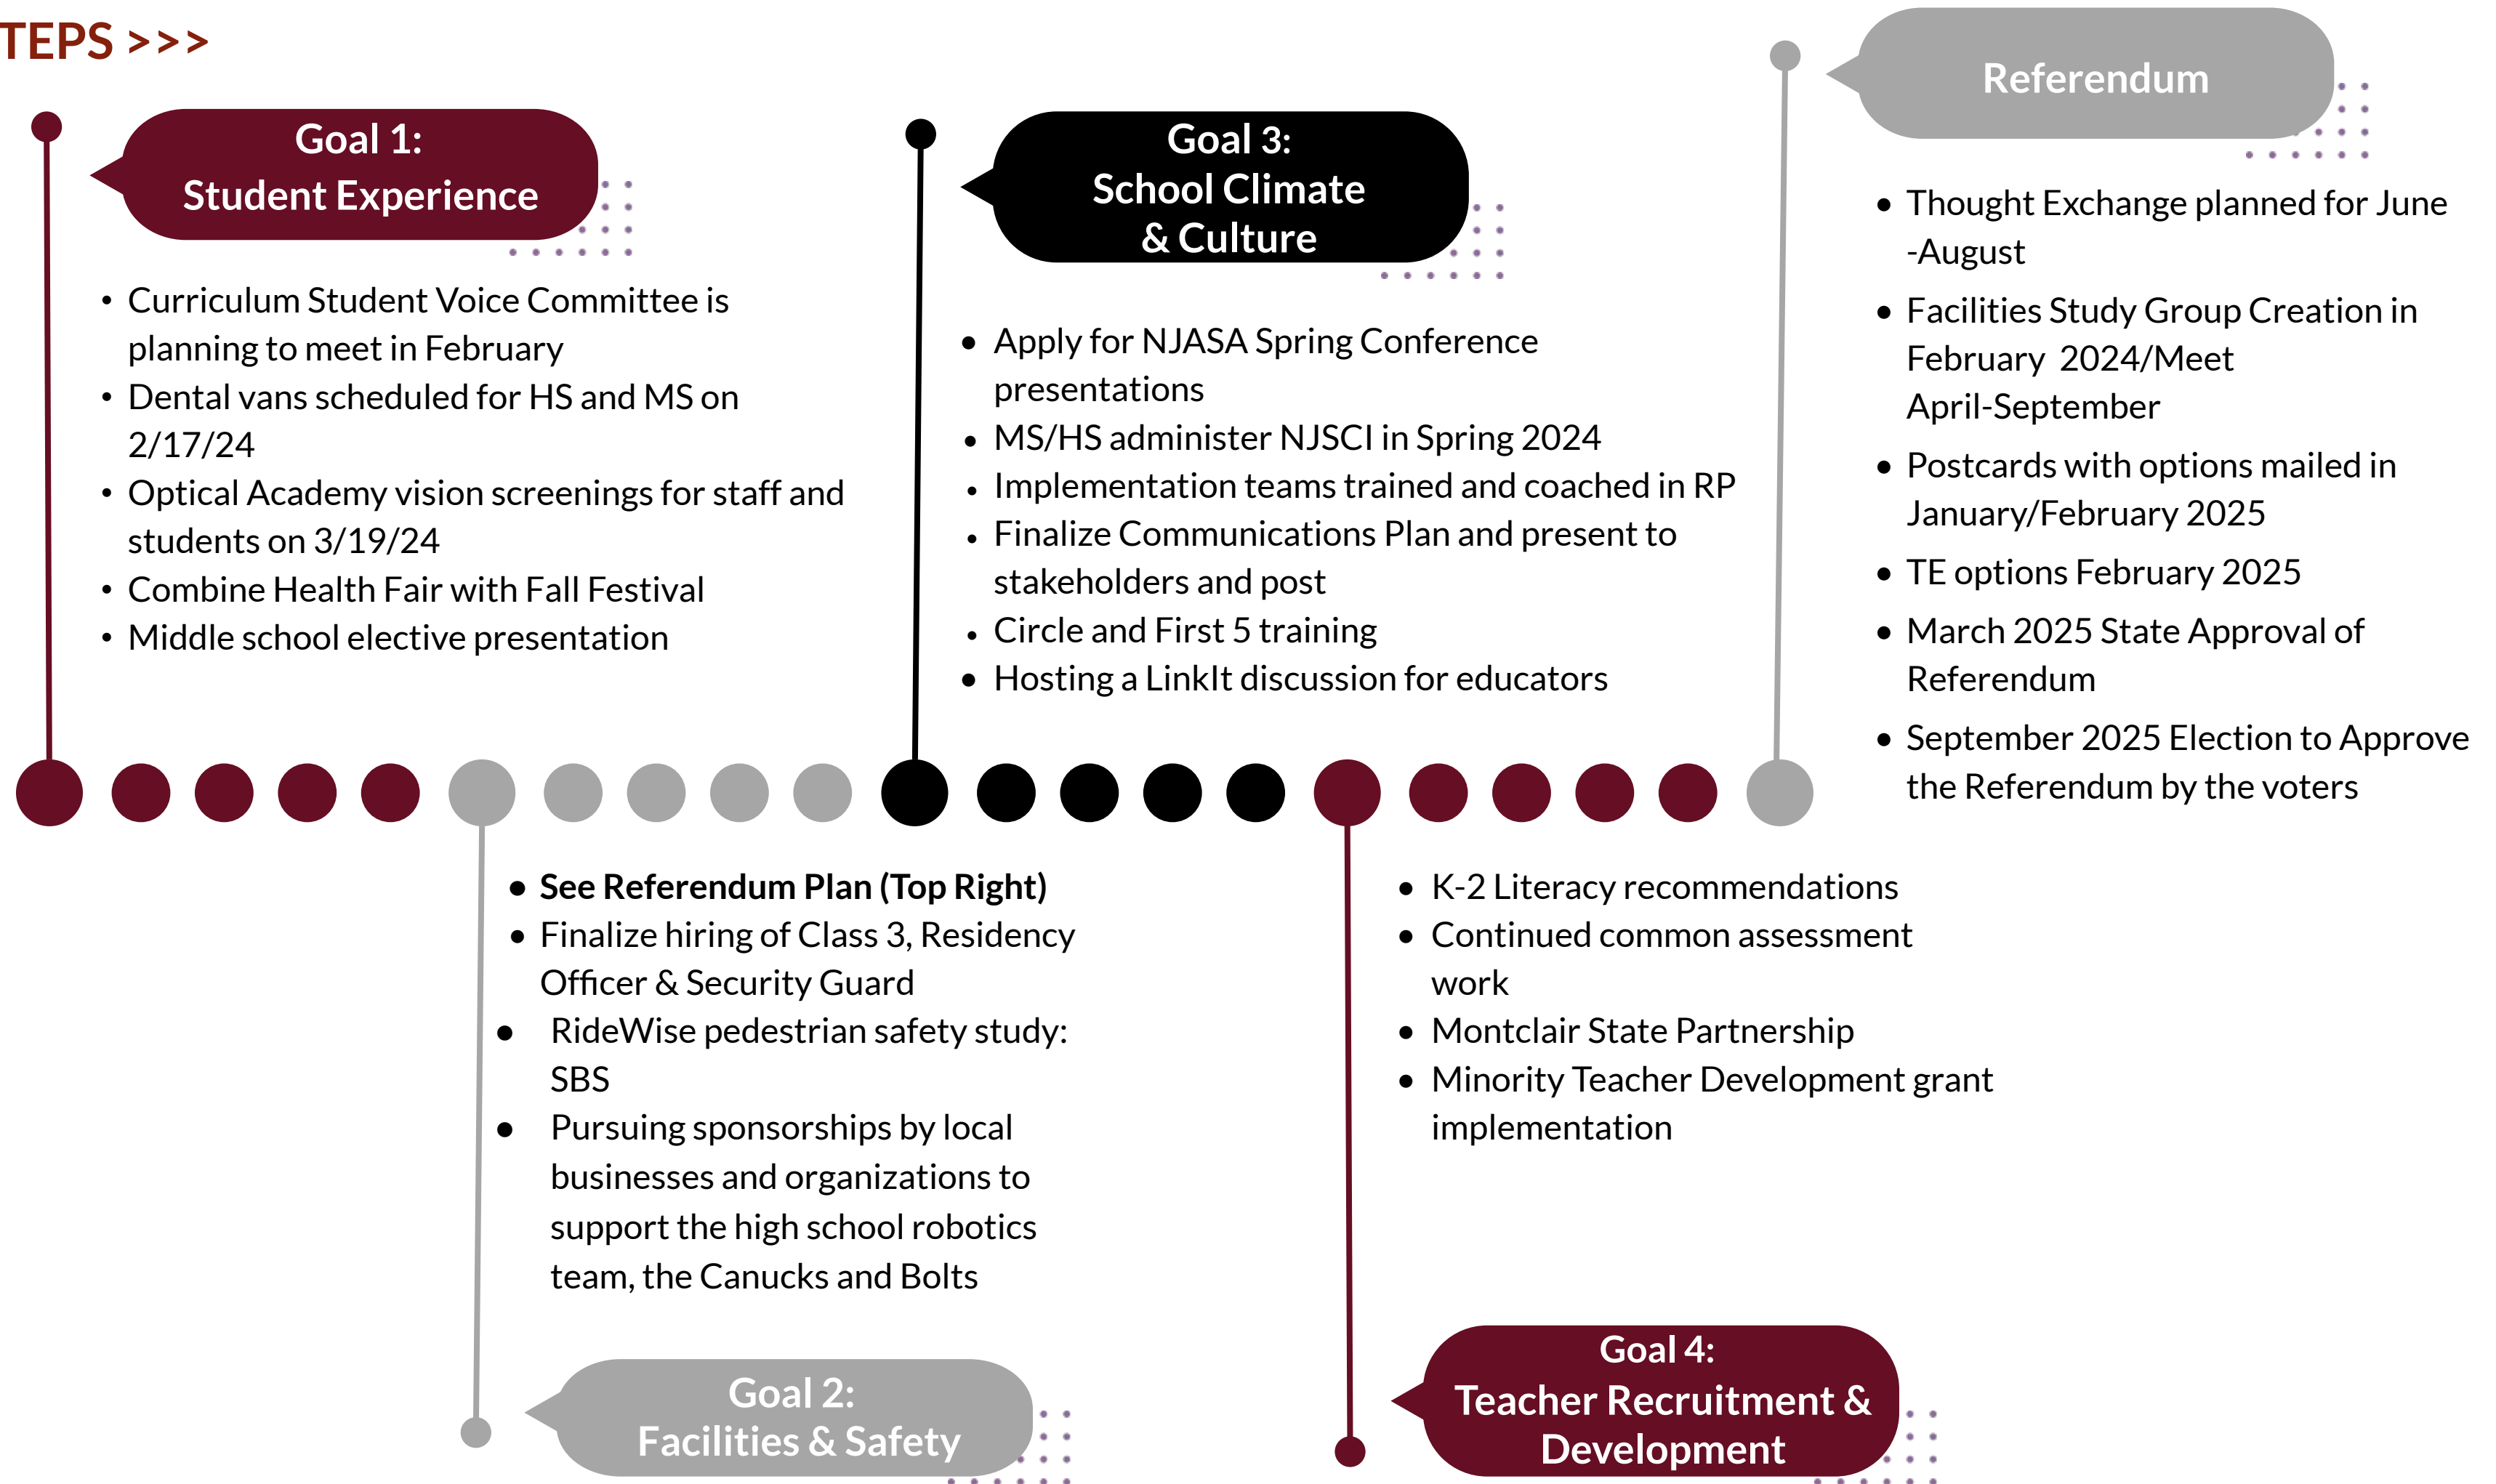 TEPS >>>
Goal 1:
Student Experience
• Curriculum Student Voice Committee is
planning to meet in February
• Dental vans scheduled for HS and MS on
2/17/24
• Optical Academy vision screenings for staff and
students on 3/19/24
• Combine Health Fair with Fall Festival
• Middle school elective presentation
Goal 3:
School Climate
& Culture
• Apply for NJASA Spring Conference
presentations
• MS/HS administer NJSCI in Spring 2024
• Implementation teams trained and coached in RP
• Finalize Communications Plan and present to
stakeholders and post
• Circle and First 5 training
• Hosting a LinkIt discussion for educators
Referendum
• Thought Exchange planned for June
-August
• Facilities Study Group Creation in
February 2024/Meet
April-September
• Postcards with options mailed in
January/February 2025
• TE options February 2025
• March 2025 State Approval of
Referendum
• September 2025 Election to Approve
the Referendum by the voters
• See Referendum Plan (Top Right)
• Finalize hiring of Class 3, Residency
Officer & Security Guard
• RideWise pedestrian safety study:
SBS
• Pursuing sponsorships by local
businesses and organizations to
support the high school robotics
team, the Canucks and Bolts
Goal 2:
Facilities & Safety
• K-2 Literacy recommendations
• Continued common assessment
work
• Montclair State Partnership
• Minority Teacher Development grant
implementation
Goal 4:
Teacher Recruitment &
Development